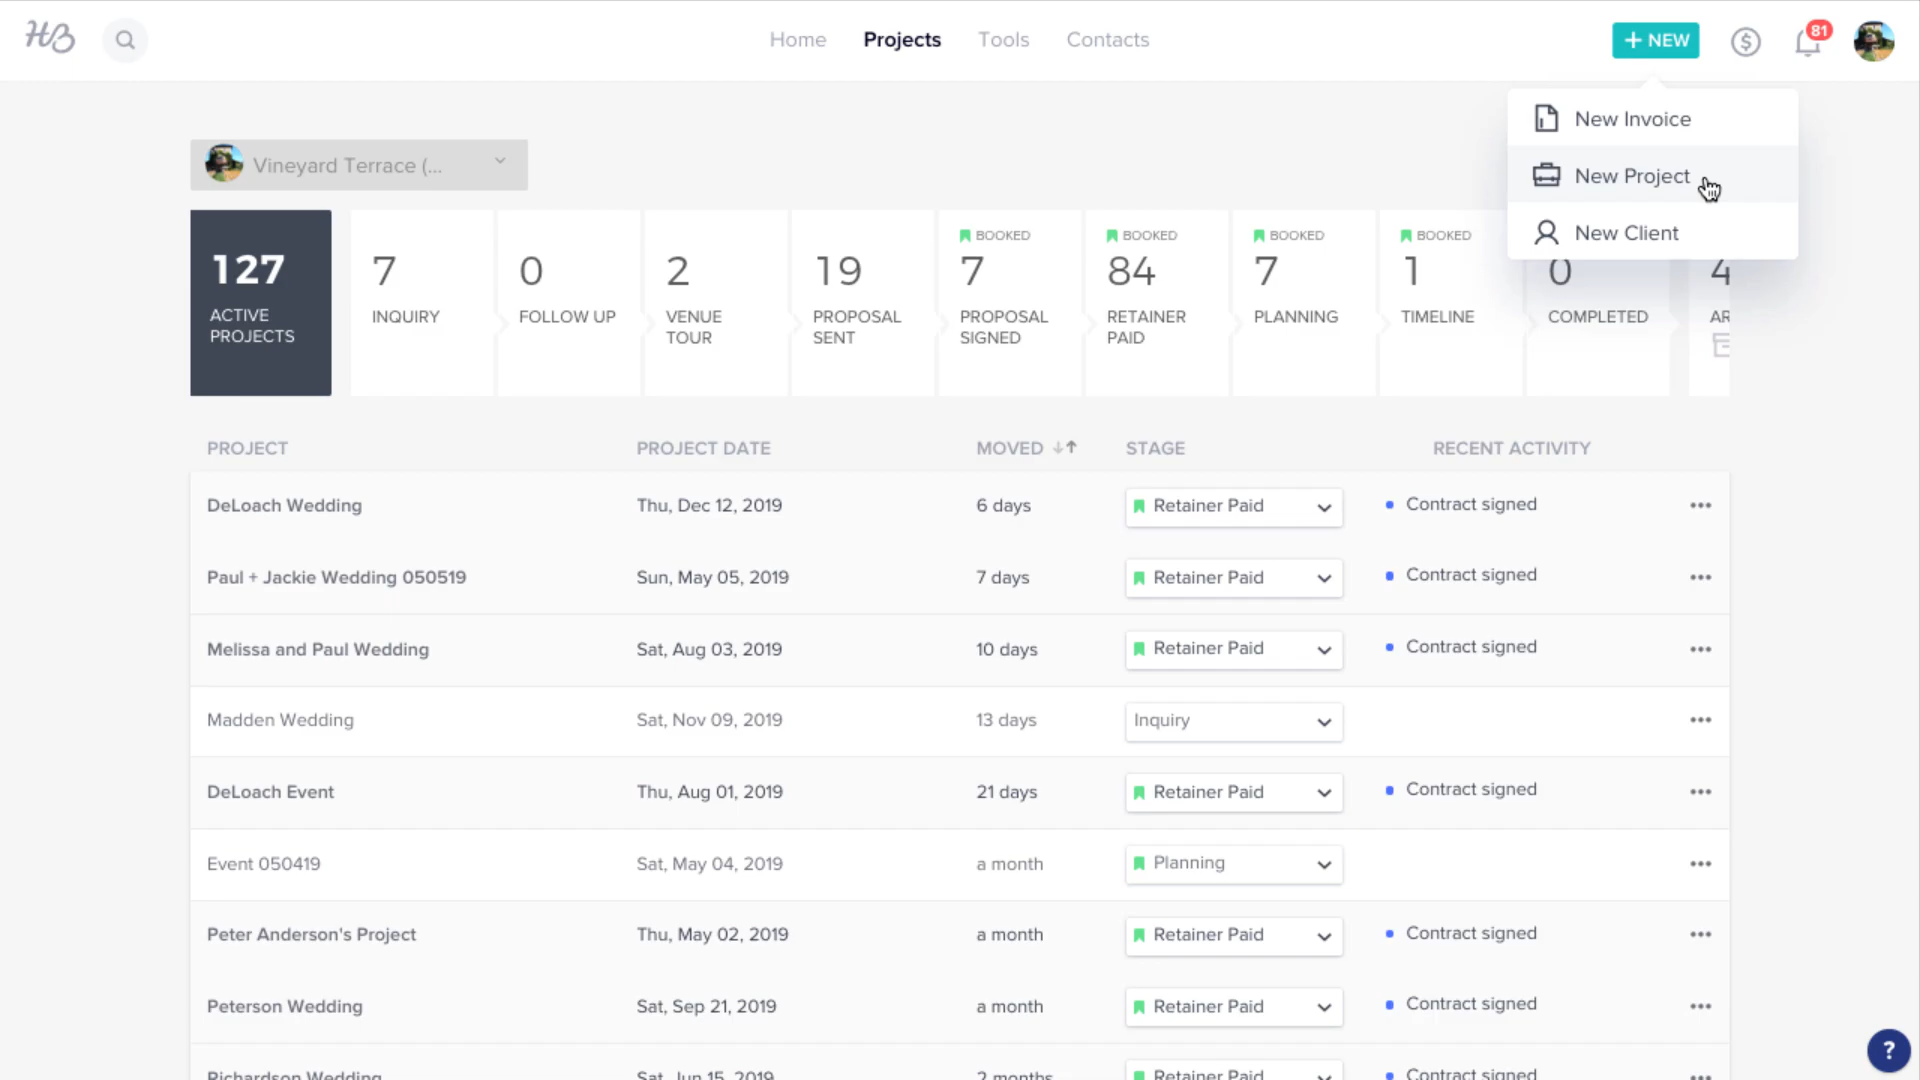 HB
Home Projects Tools Contacts
+ NEW
81
New Invoice
New Project
New Client
Vineyard Terrace (...
127
ACTIVE
PROJECTS
7
INQUIRY
0
FOLLOW UP
2
VENUE
TOUR
19
PROPOSAL
SENT
BOOKED
7
PROPOSAL
SIGNED
BOOKED
84
RETAINER
PAID
BOOKED
7
PLANNING
BOOKED
1
TIMELINE
0
COMPLETED
4
AR
PROJECT PROJECT DATE MOVED ↓↑ STAGE RECENT ACTIVITY
DeLoach Wedding Thu, Dec 12, 2019 6 days Retainer Paid Contract signed
Paul + Jackie Wedding 050519 Sun, May 05, 2019 7 days Retainer Paid Contract signed
Melissa and Paul Wedding Sat, Aug 03, 2019 10 days Retainer Paid Contract signed
Madden Wedding Sat, Nov 09, 2019 13 days Inquiry
DeLoach Event Thu, Aug 01, 2019 21 days Retainer Paid Contract signed
Event 050419 Sat, May 04, 2019 a month Planning
Peter Anderson's Project Thu, May 02, 2019 a month Retainer Paid Contract signed
Peterson Wedding Sat, Sep 21, 2019 a month Retainer Paid Contract signed
Richardson Wedding Sat, Jun 15, 2019 2 months Retainer Paid Contract signed
?